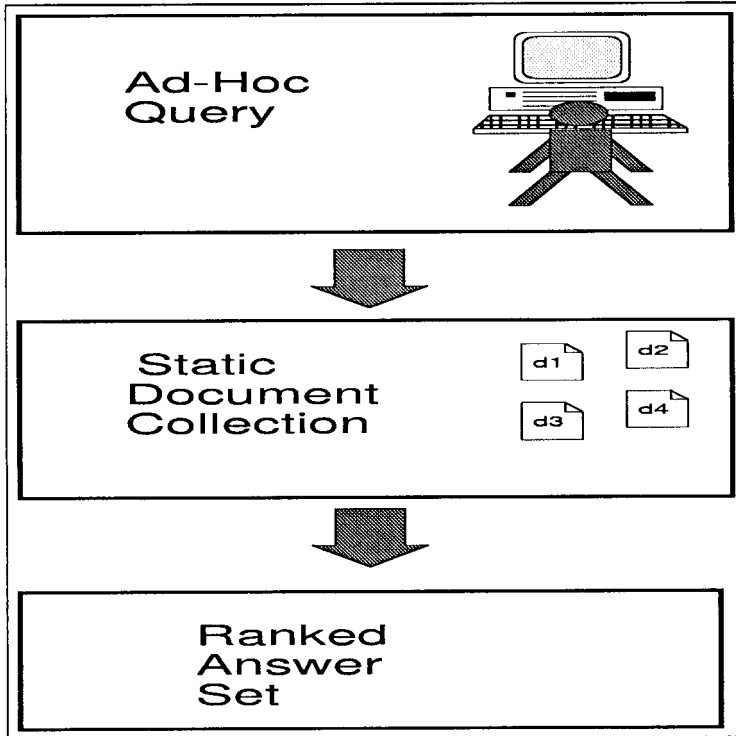 Ad-Hoc
Query
Static
Document
Collection
d1
d2
d3
d4
Ranked
Answer
Set